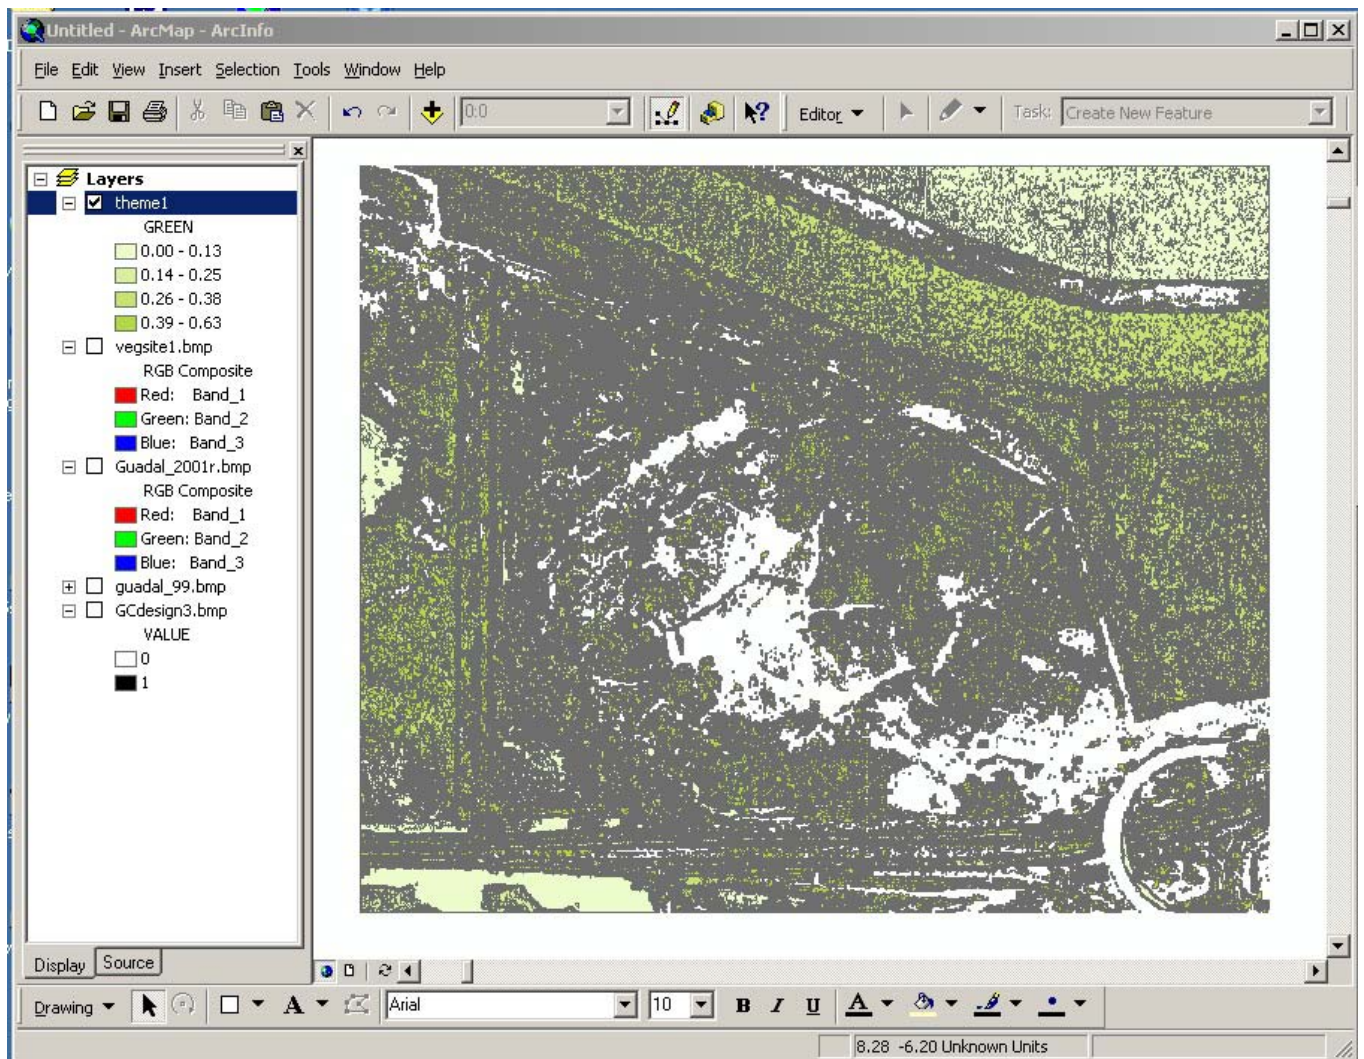 Untitled - ArcMap - ArcInfo
File Edit View Insert Selection Tools Window Help
0:0 Editor Task: Create New Feature
Layers
theme1
GREEN
0.00 - 0.13
0.14 - 0.25
0.26 - 0.38
0.39 - 0.63
vegsite1.bmp
RGB Composite
Red: Band_1
Green: Band_2
Blue: Band_3
Guadal_2001r.bmp
RGB Composite
Red: Band_1
Green: Band_2
Blue: Band_3
guadal_99.bmp
GCdesign3.bmp
VALUE
0
1
Display Source
Drawing A Arial 10 B I U A
8.28 -6.20 Unknown Units